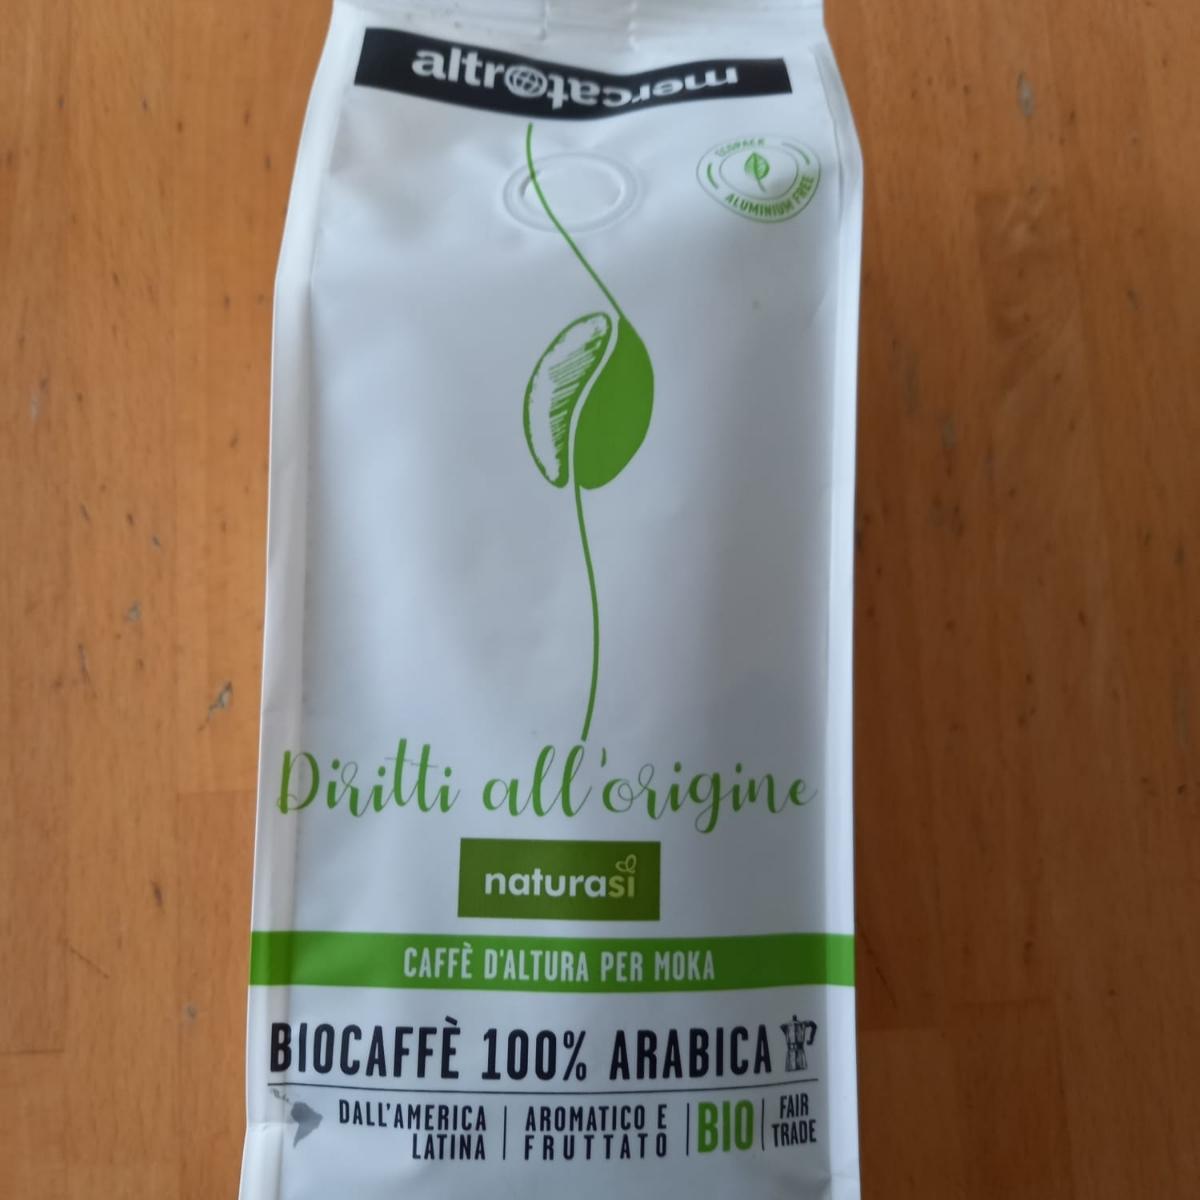 altromercato
ECOPACK
ALUMINIUM FREE
Diritti all'origine
naturasì
CAFFÈ D'ALTURA PER MOKA
BIOCAFFÈ 100% ARABICA
DALL'AMERICA LATINA | AROMATICO E FRUTTATO | BIO | FAIR TRADE